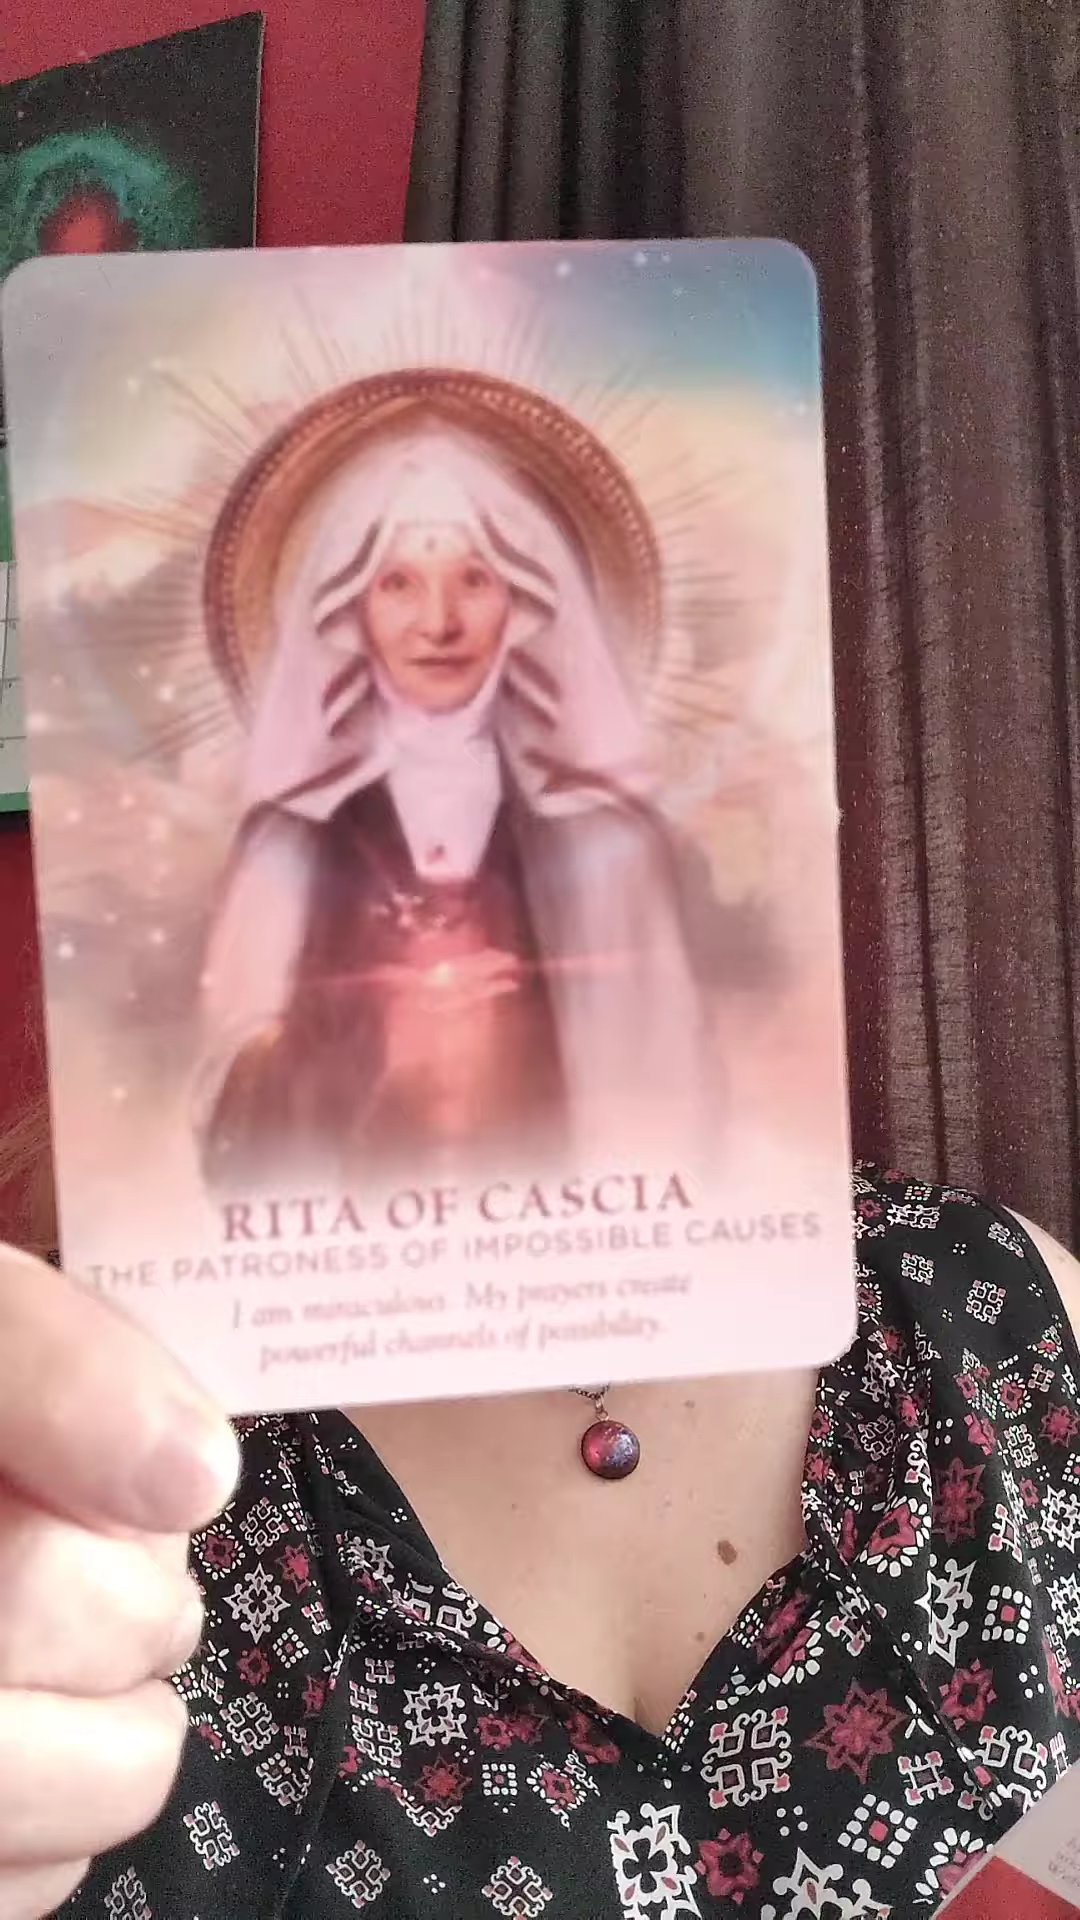 RITA OF CASCIA
THE PATRONESS OF IMPOSSIBLE CAUSES
I am miraculous. My prayers create
powerful channels of possibility.